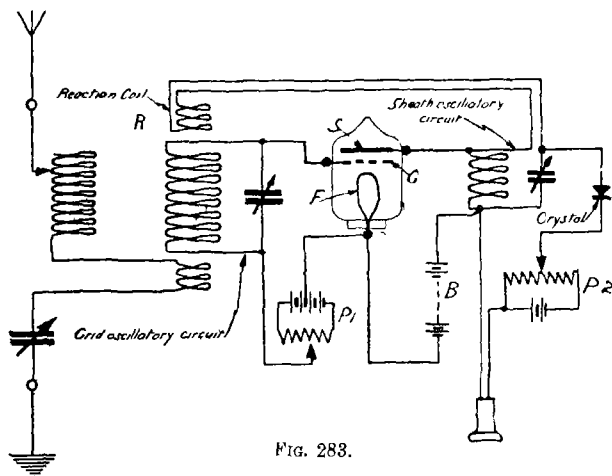 Reaction Coil
R
Sheath oscillatory
circuit
S
G
F
Crystal
B
P1
P2
Grid oscillatory circuit
FIG. 283.